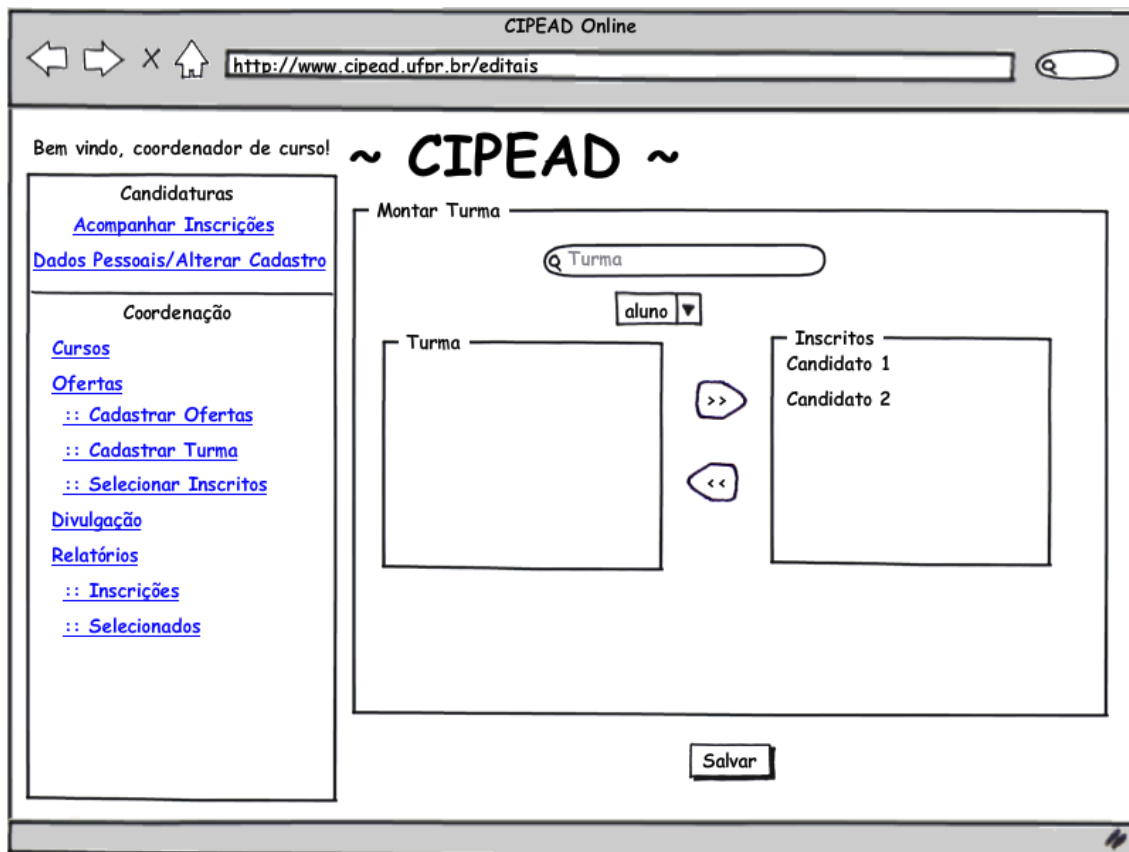 CIPEAD Online
http://www.cipead.ufpr.br/editais
Bem vindo, coordenador de curso!
~ CIPEAD ~
Candidaturas
Acompanhar Inscrições
Dados Pessoais/Alterar Cadastro
Coordenação
Cursos
Ofertas
:: Cadastrar Ofertas
:: Cadastrar Turma
:: Selecionar Inscritos
Divulgação
Relatórios
:: Inscrições
:: Selecionados
Montar Turma
Turma
aluno
Turma
>>
<<
Inscritos
Candidato 1
Candidato 2
Salvar